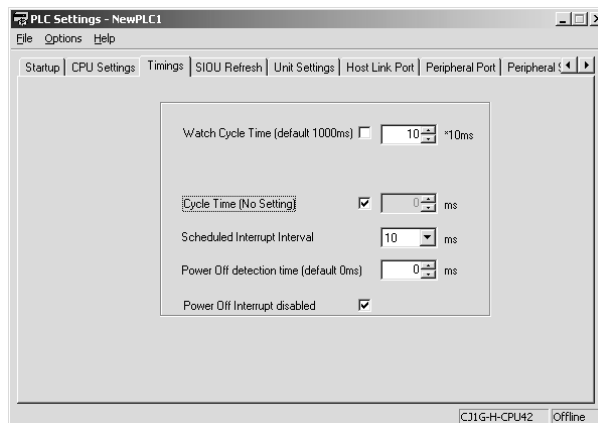 PLC Settings - NewPLC1
File Options Help
Startup CPU Settings Timings SIOU Refresh Unit Settings Host Link Port Peripheral Port Peripheral
Watch Cycle Time (default 1000ms) 10 *10ms
Cycle Time (No Setting) 0 ms
Scheduled Interrupt Interval 10 ms
Power Off detection time (default 0ms) 0 ms
Power Off Interrupt disabled
CJ1G-H-CPU42 Offline